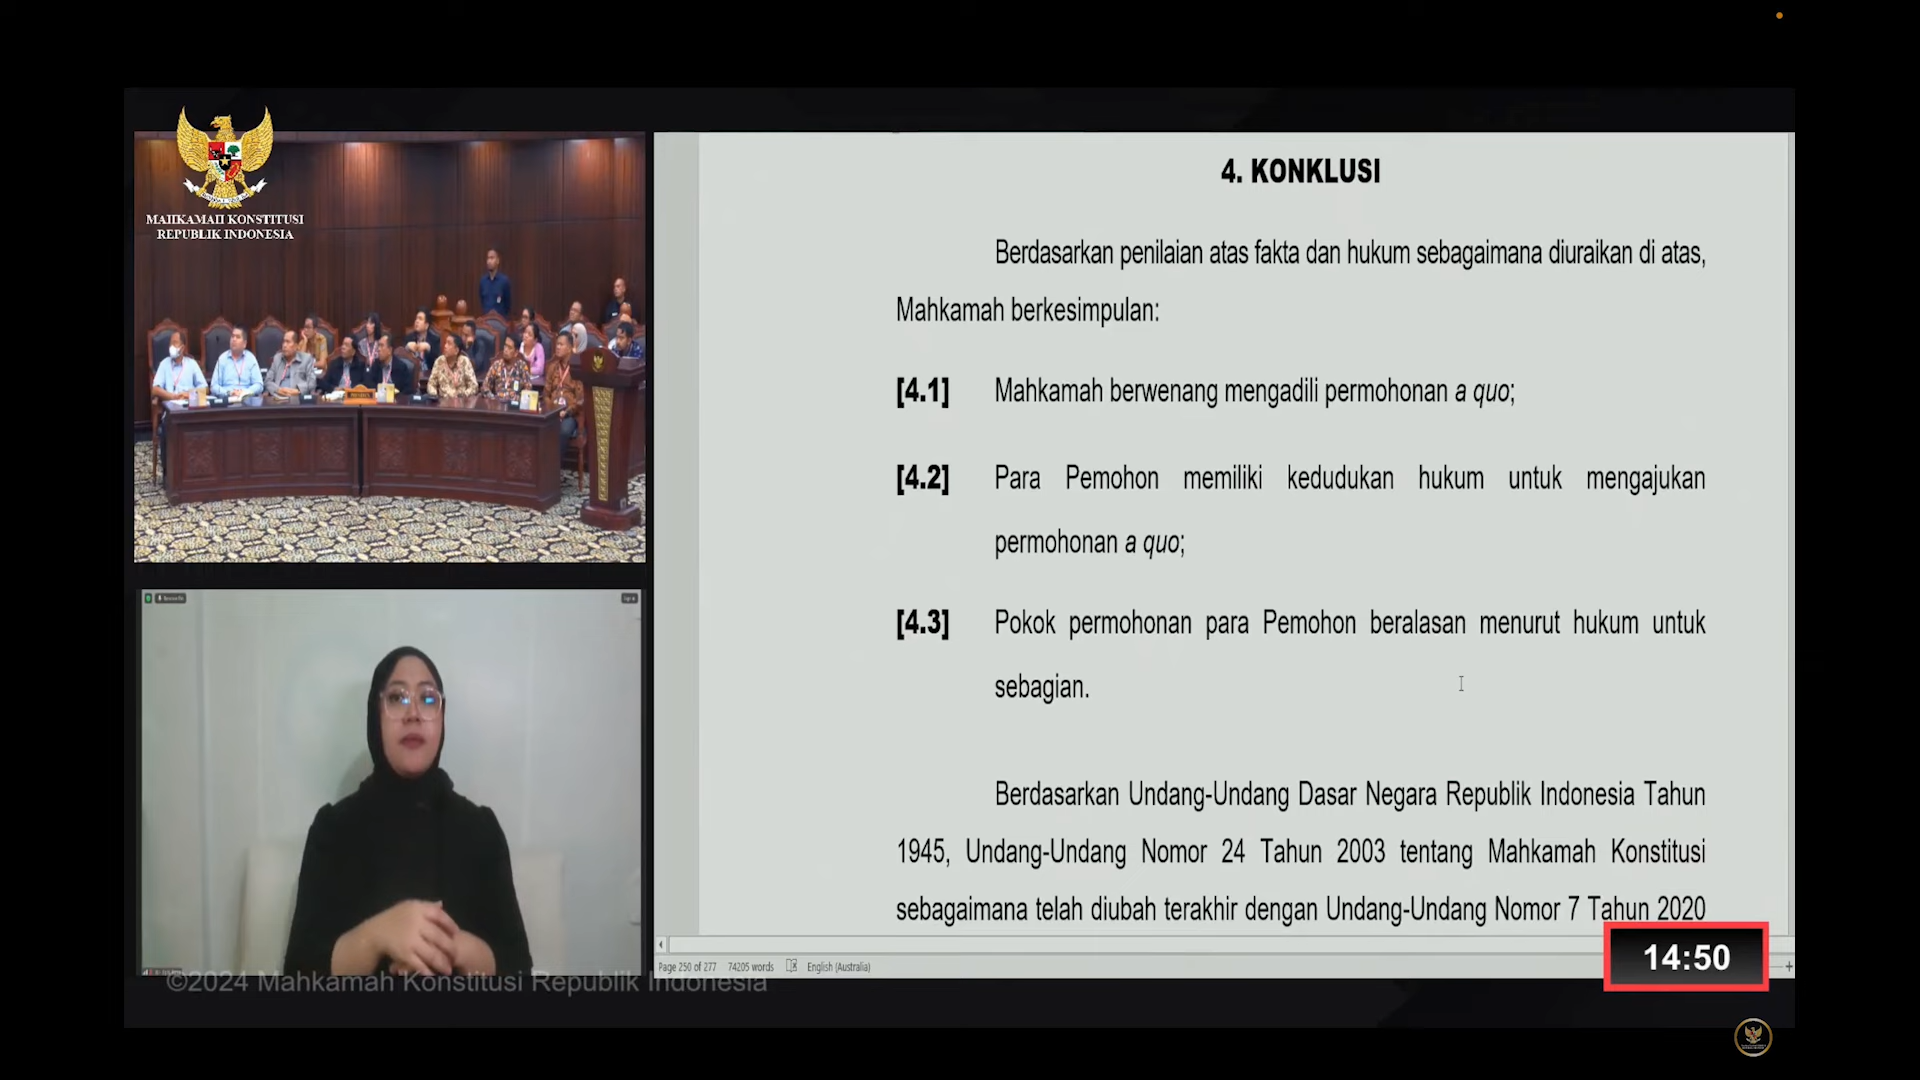 MAHKAMAH KONSTITUSI
REPUBLIK INDONESIA
4. KONKLUSI
Berdasarkan penilaian atas fakta dan hukum sebagaimana diuraikan di atas,
Mahkamah berkesimpulan:
[4.1] Mahkamah berwenang mengadili permohonan a quo;
[4.2] Para Pemohon memiliki kedudukan hukum untuk mengajukan
permohonan a quo;
[4.3] Pokok permohonan para Pemohon beralasan menurut hukum untuk
sebagian.
Berdasarkan Undang-Undang Dasar Negara Republik Indonesia Tahun
1945, Undang-Undang Nomor 24 Tahun 2003 tentang Mahkamah Konstitusi
sebagaimana telah diubah terakhir dengan Undang-Undang Nomor 7 Tahun 2020
Page 250 of 277 74205 words English (Australia)
14:50
©2024 Mahkamah Konstitusi Republik Indonesia